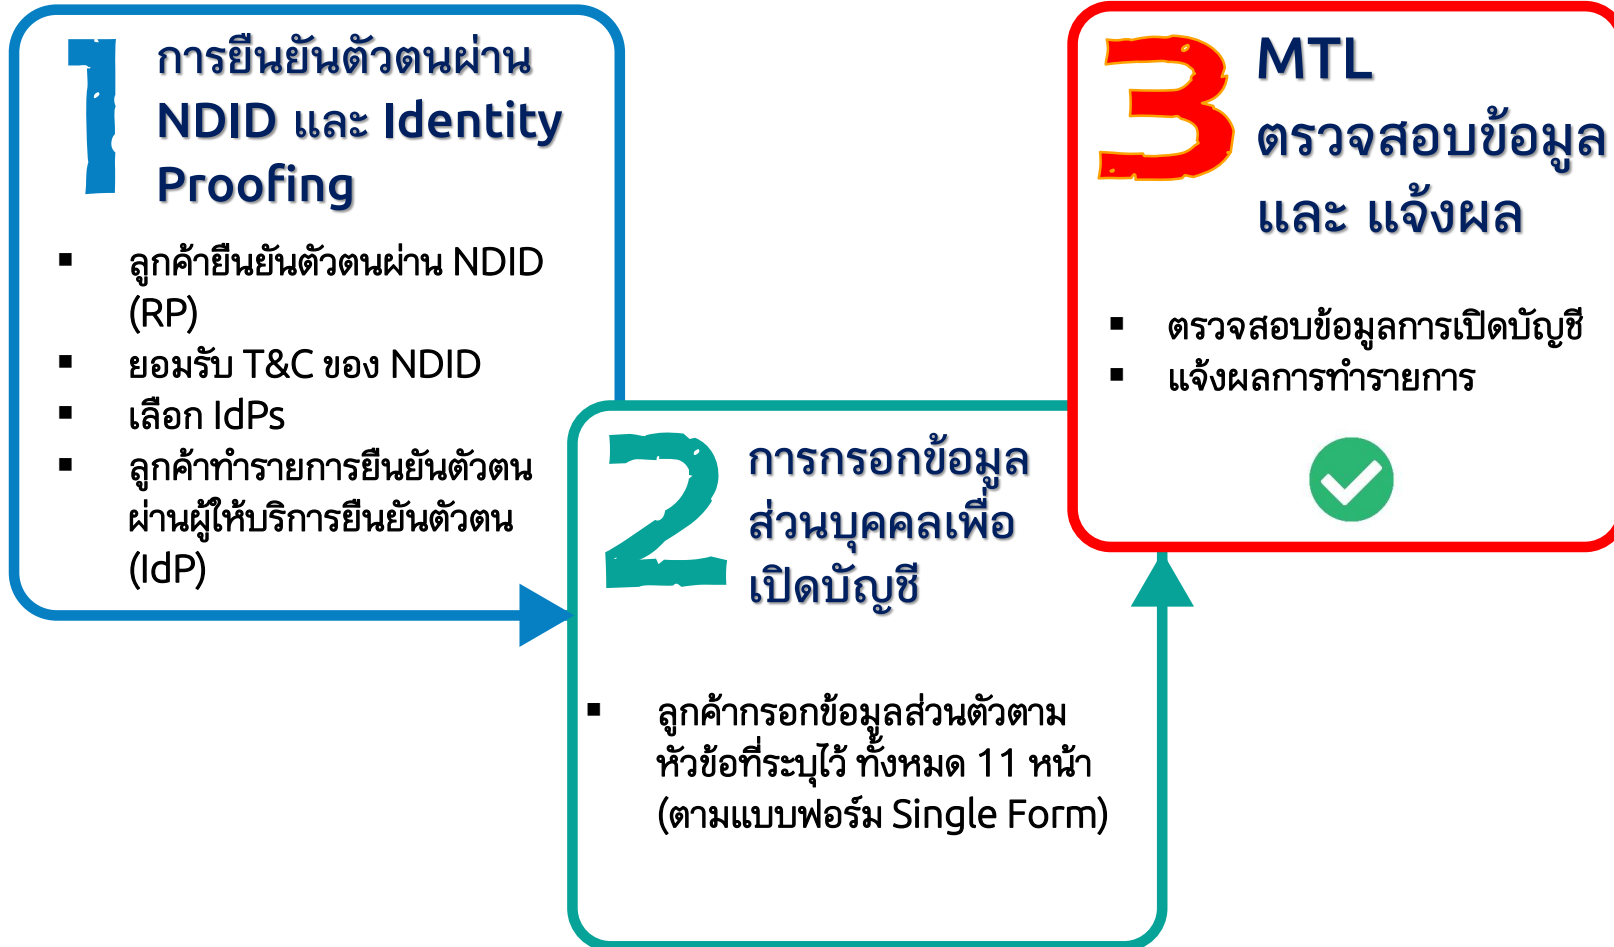 1
การยืนยันตัวตนผ่าน
NDID และ Identity
Proofing
▪ ลูกค้ายืนยันตัวตนผ่าน NDID
(RP)
▪ ยอมรับ T&C ของ NDID
▪ เลือก IdPs
▪ ลูกค้าทำรายการยืนยันตัวตน
ผ่านผู้ให้บริการยืนยันตัวตน
(IdP)
2
การกรอกข้อมูล
ส่วนบุคคลเพื่อ
เปิดบัญชี
▪ ลูกค้ากรอกข้อมูลส่วนตัวตาม
หัวข้อที่ระบุไว้ ทั้งหมด 11 หน้า
(ตามแบบฟอร์ม Single Form)
3
MTL
ตรวจสอบข้อมูล
และ แจ้งผล
▪ ตรวจสอบข้อมูลการเปิดบัญชี
▪ แจ้งผลการทำรายการ